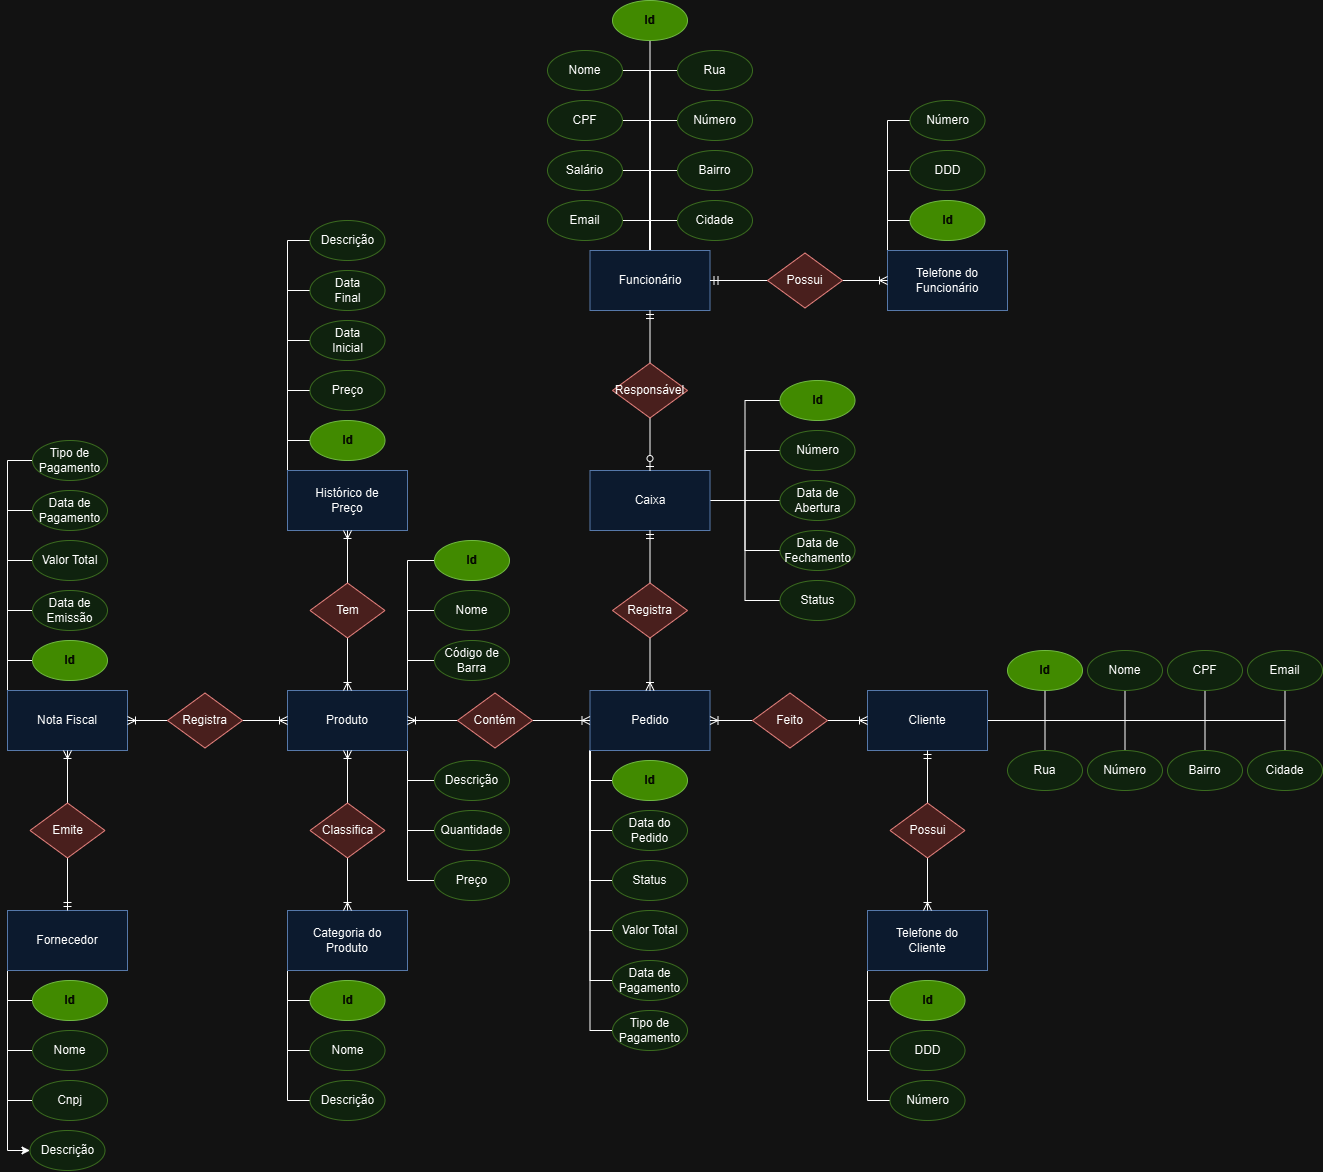 Id
Nome
Rua
CPF
Número
Salário
Bairro
Email
Cidade
Funcionário
Possui
Número
DDD
Id
Telefone do
Funcionário
Descrição
Data
Final
Data
Inicial
Preço
Id
Histórico de
Preço
Responsável
Caixa
Id
Número
Data de
Abertura
Data de
Fechamento
Status
Tipo de
Pagamento
Data de
Pagamento
Valor Total
Data de
Emissão
Id
Nota Fiscal
Registra
Tem
Id
Nome
Código de
Barra
Produto
Contém
Registra
Pedido
Feito
Cliente
Id
Nome
CPF
Email
Rua
Número
Bairro
Cidade
Emite
Classifica
Descrição
Quantidade
Preço
Id
Data do
Pedido
Status
Valor Total
Data de
Pagamento
Tipo de
Pagamento
Possui
Fornecedor
Id
Nome
Cnpj
Descrição
Categoria do
Produto
Id
Nome
Descrição
Telefone do
Cliente
Id
DDD
Número